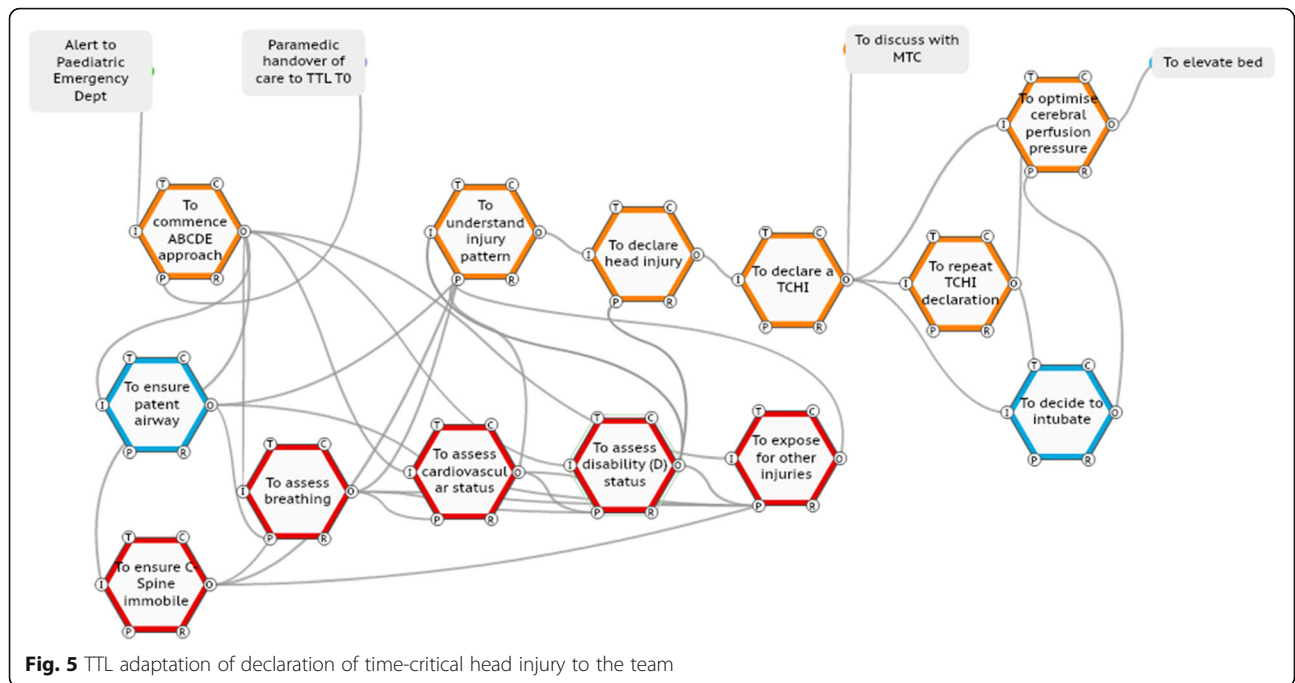 Alert to
Paediatric
Emergency
Dept
Paramedic
handover of
care to TTL T0
To discuss with
MTC
To elevate bed
T
C
To optimise
cerebral
perfusion
pressure
I
O
P
R
T
C
To
commence
ABCDE
approach
I
O
P
R
T
C
To
understand
injury
pattern
I
O
P
R
T
C
To declare
head injury
I
O
P
R
T
C
To declare a
TCHI
I
O
P
R
T
C
To repeat
TCHI
declaration
I
O
P
R
T
C
To ensure
patent
airway
I
O
P
R
T
C
To assess
breathing
I
O
P
R
T
C
To assess
cardiovascul
ar status
I
O
P
R
T
C
To assess
disability (D)
status
I
O
P
R
T
C
To expose
for other
injuries
I
O
P
R
T
C
To decide to
intubate
I
O
P
R
T
C
To ensure C-
Spine
immobile
I
O
P
R
Fig. 5 TTL adaptation of declaration of time-critical head injury to the team